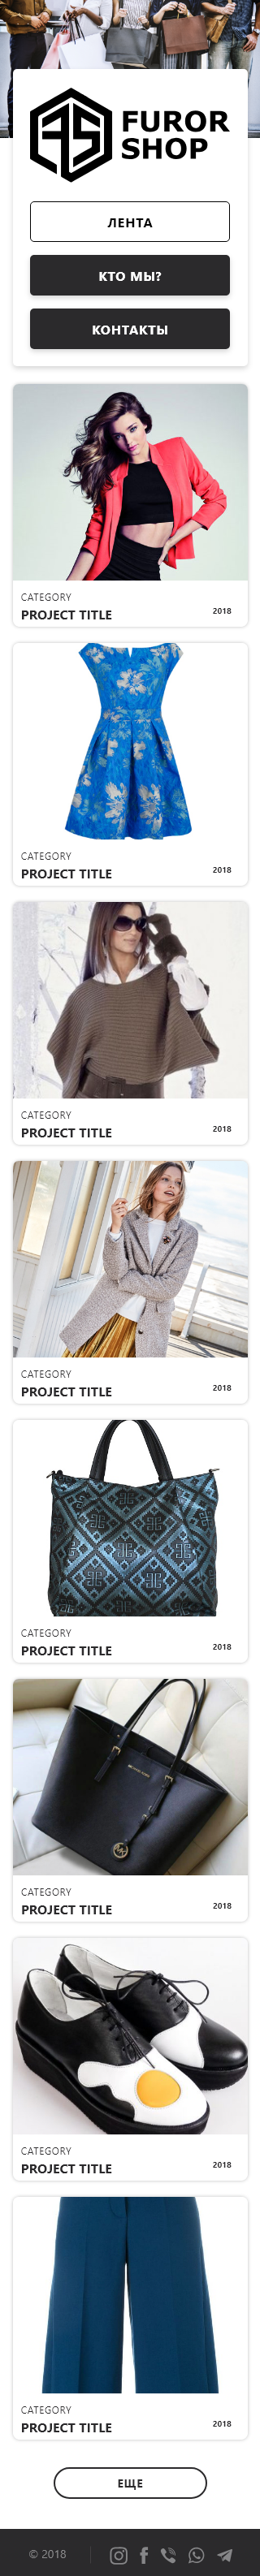 FUROR
SHOP
ЛЕНТА
КТО МЫ?
КОНТАКТЫ
CATEGORY
PROJECT TITLE
2018
CATEGORY
PROJECT TITLE
2018
CATEGORY
PROJECT TITLE
2018
CATEGORY
PROJECT TITLE
2018
CATEGORY
PROJECT TITLE
2018
CATEGORY
PROJECT TITLE
2018
CATEGORY
PROJECT TITLE
2018
CATEGORY
PROJECT TITLE
2018
ЕЩЕ
© 2018